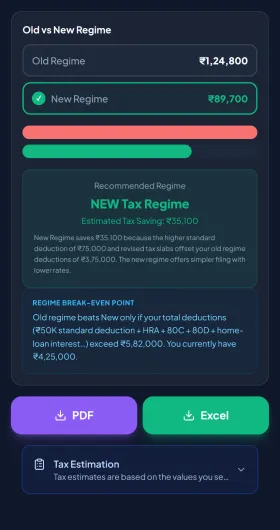 Old vs New Regime
Old Regime ₹1,24,800
New Regime ₹89,700
Recommended Regime
NEW Tax Regime
Estimated Tax Saving: ₹35,100
New Regime saves ₹35,100 because the higher standard
deduction of ₹75,000 and revised tax slabs offset your old regime
deductions of ₹3,75,000. The new regime offers simpler filing with
lower rates.
REGIME BREAK-EVEN POINT
Old regime beats New only if your total deductions
(₹50K standard deduction + HRA + 80C + 80D + home-
loan interest...) exceed ₹5,82,000. You currently have
₹4,25,000.
PDF Excel
Tax Estimation
Tax estimates are based on the values you se...